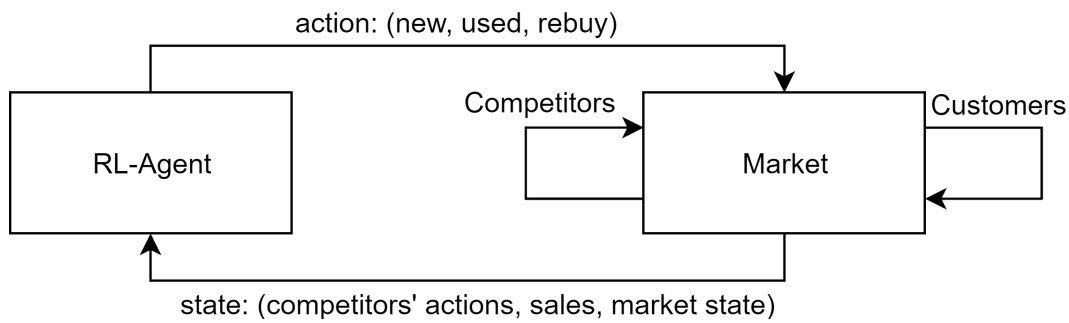 action: (new, used, rebuy)
Competitors
Customers
RL-Agent
Market
state: (competitors' actions, sales, market state)